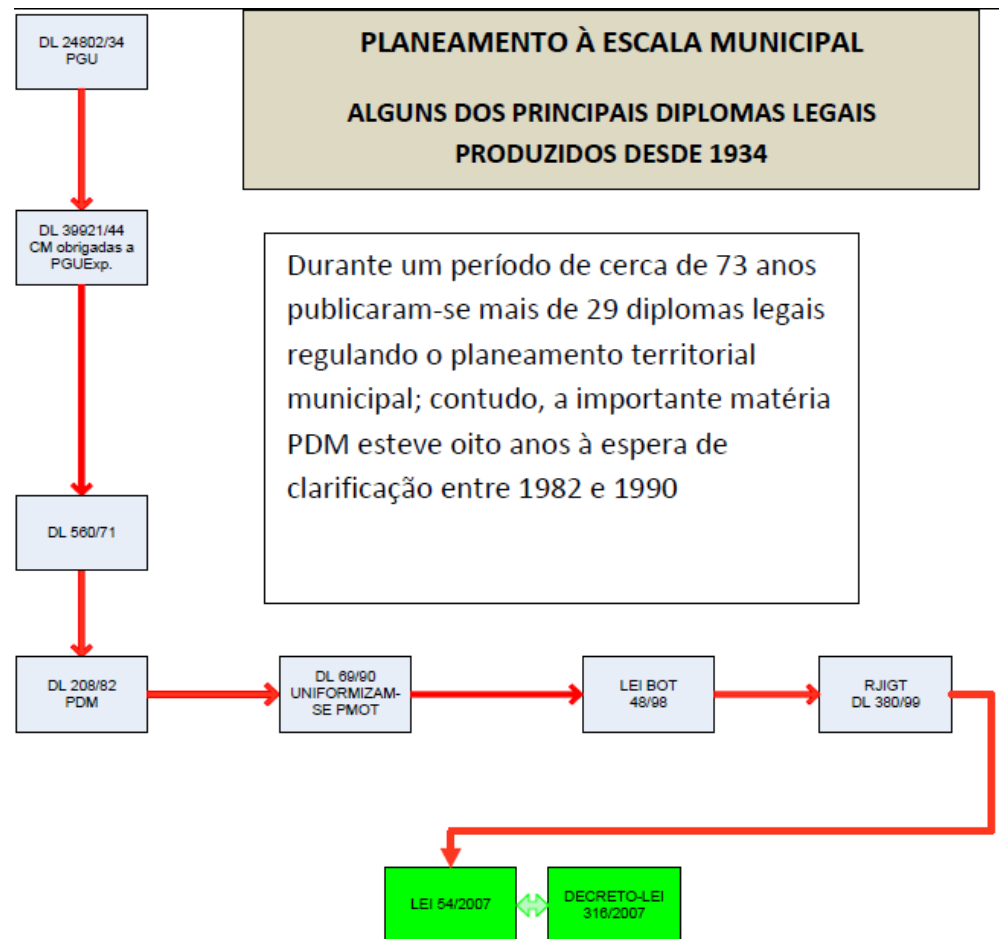 DL 24802/34
PGU
PLANEAMENTO À ESCALA MUNICIPAL
ALGUNS DOS PRINCIPAIS DIPLOMAS LEGAIS
PRODUZIDOS DESDE 1934
DL 39921/44
CM obrigadas a
PGUExp.
Durante um período de cerca de 73 anos
publicaram-se mais de 29 diplomas legais
regulando o planeamento territorial
municipal; contudo, a importante matéria
PDM esteve oito anos à espera de
clarificação entre 1982 e 1990
DL 560/71
DL 208/82
PDM
DL 69/90
UNIFORMIZAM-
SE PMOT
LEI BOT
48/98
RJIGT
DL 380/99
LEI 54/2007
DECRETO-LEI
316/2007